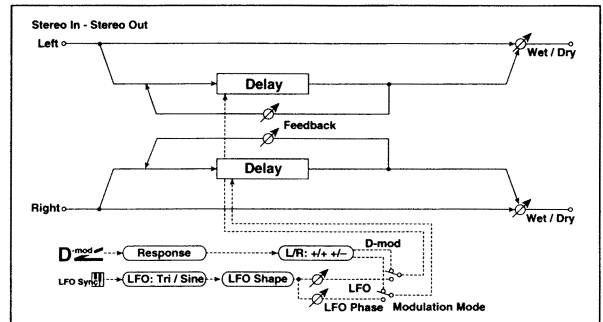 Stereo In - Stereo Out
Left
Wet / Dry
Delay
Feedback
Delay
Right
Wet / Dry
D-mod
Response
L/R: +/+ +/–
D-mod
LFO Sync
LFO: Tri / Sine
LFO Shape
LFO
LFO Phase
Modulation Mode